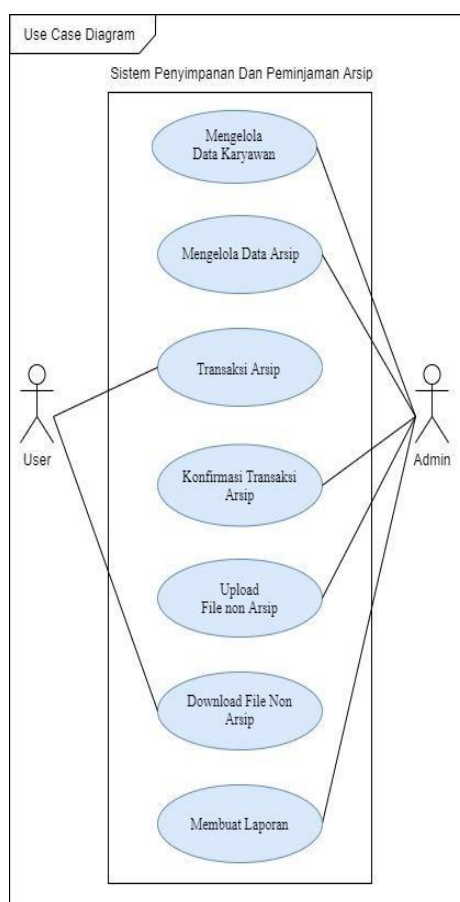 Use Case Diagram
Sistem Penyimpanan Dan Peminjaman Arsip
Mengelola
Data Karyawan
Mengelola Data Arsip
Transaksi Arsip
User
Admin
Konfirmasi Transaksi
Arsip
Upload
File non Arsip
Download File Non
Arsip
Membuat Laporan